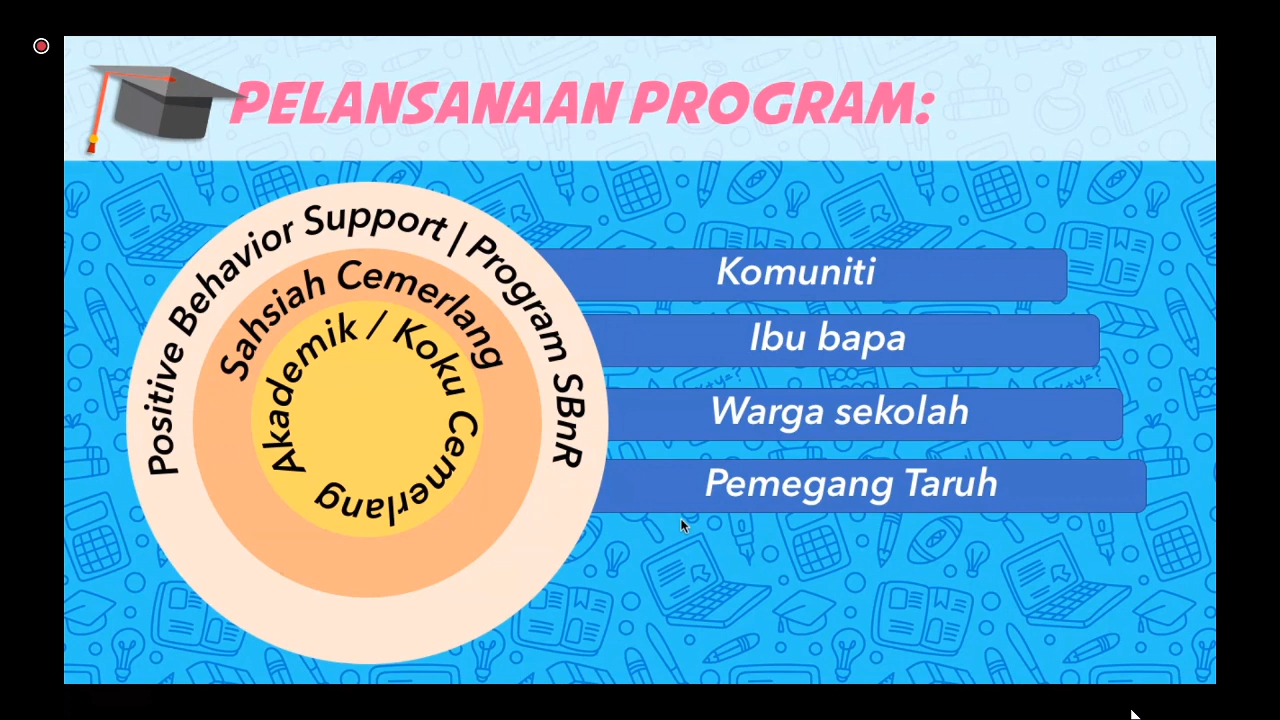 PELANSANAAN PROGRAM:
Positive Behavior Support | Program SBnR
Sahsiah Cemerlang
Akademik / Koku Cemerlang
Komuniti
Ibu bapa
Warga sekolah
Pemegang Taruh